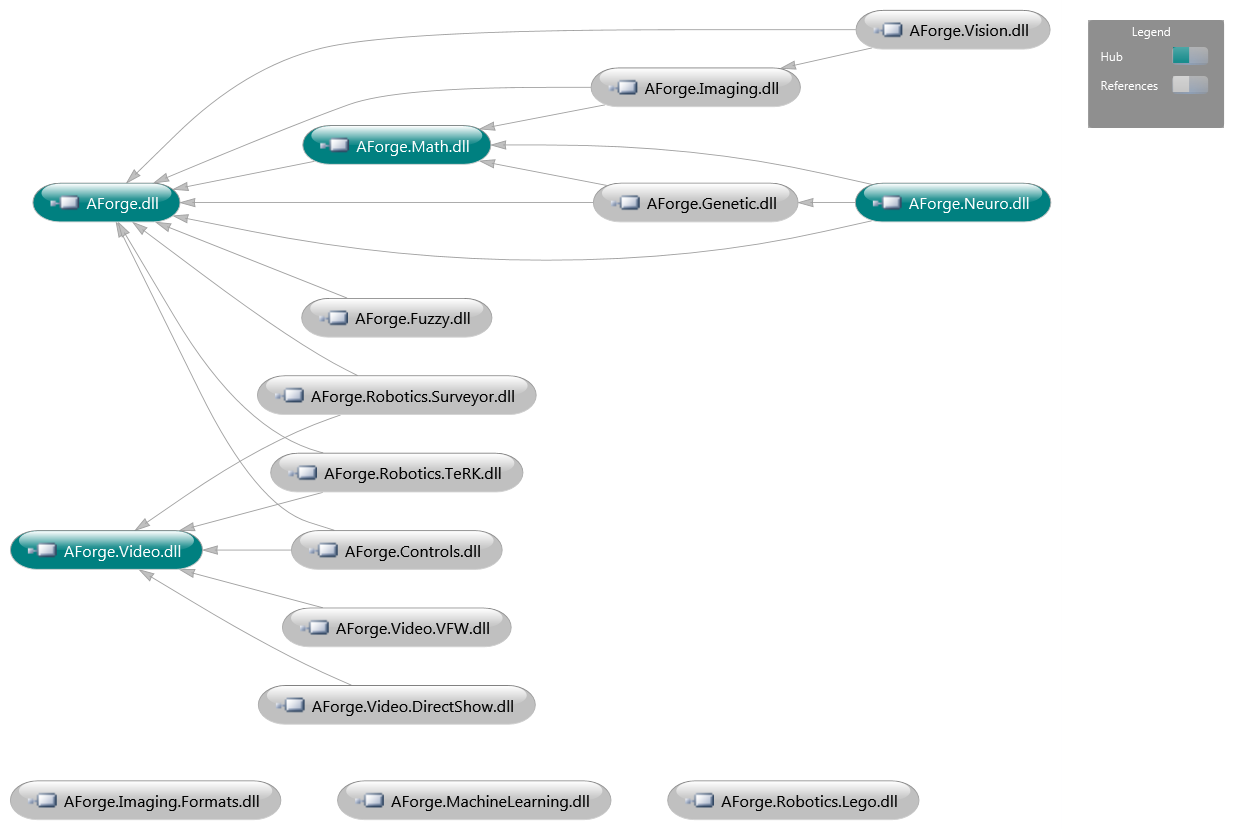 AForge.Vision.dll
Legend
Hub
References
AForge.Imaging.dll
AForge.Math.dll
AForge.dll
AForge.Genetic.dll
AForge.Neuro.dll
AForge.Fuzzy.dll
AForge.Robotics.Surveyor.dll
AForge.Robotics.TeRK.dll
AForge.Video.dll
AForge.Controls.dll
AForge.Video.VFW.dll
AForge.Video.DirectShow.dll
AForge.Imaging.Formats.dll
AForge.MachineLearning.dll
AForge.Robotics.Lego.dll